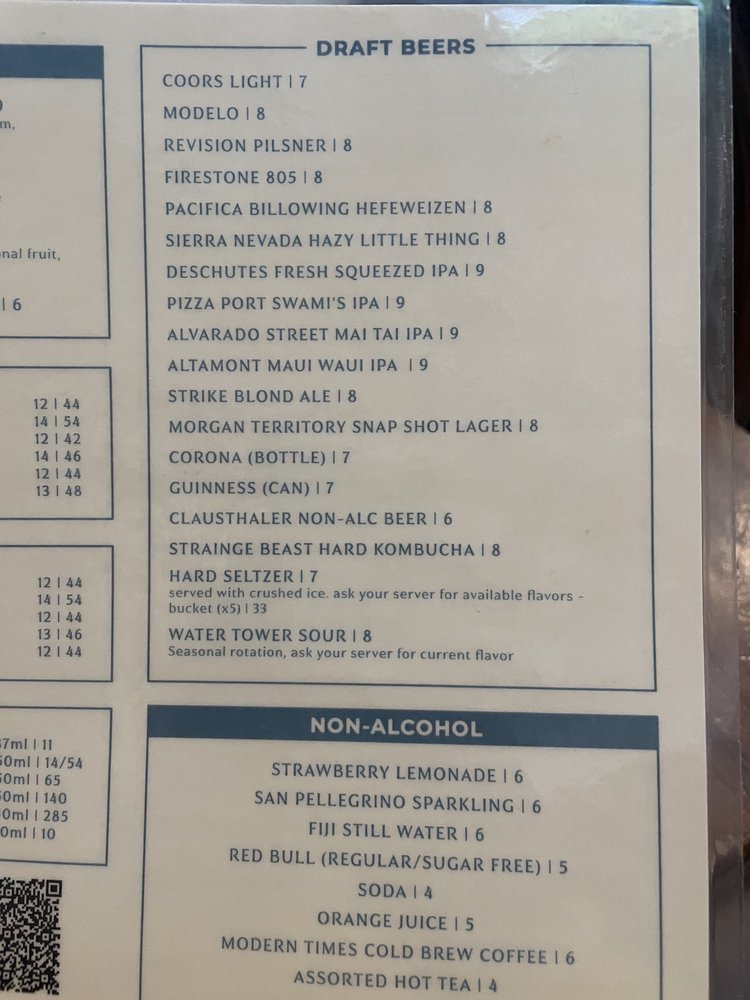 m.
nal fruit,
| 6
12 | 44
14 | 54
12 | 42
14 | 46
12 | 44
13 | 48
12 | 44
14 | 54
12 | 44
13 | 46
12 | 44
7ml | 11
50ml | 14/54
50ml | 65
50ml | 140
0ml | 285
0ml | 10
DRAFT BEERS
COORS LIGHT | 7
MODELO | 8
REVISION PILSNER | 8
FIRESTONE 805 | 8
PACIFICA BILLOWING HEFEWEIZEN | 8
SIERRA NEVADA HAZY LITTLE THING | 8
DESCHUTES FRESH SQUEEZED IPA | 9
PIZZA PORT SWAMI'S IPA | 9
ALVARADO STREET MAI TAI IPA | 9
ALTAMONT MAUI WAUI IPA | 9
STRIKE BLOND ALE | 8
MORGAN TERRITORY SNAP SHOT LAGER | 8
CORONA (BOTTLE) | 7
GUINNESS (CAN) | 7
CLAUSTHALER NON-ALC BEER | 6
STRAINGE BEAST HARD KOMBUCHA | 8
HARD SELTZER | 7
served with crushed ice. ask your server for available flavors -
bucket (x5) | 33
WATER TOWER SOUR | 8
Seasonal rotation, ask your server for current flavor
NON-ALCOHOL
STRAWBERRY LEMONADE | 6
SAN PELLEGRINO SPARKLING | 6
FIJI STILL WATER | 6
RED BULL (REGULAR/SUGAR FREE) | 5
SODA | 4
ORANGE JUICE | 5
MODERN TIMES COLD BREW COFFEE | 6
ASSORTED HOT TEA | 4